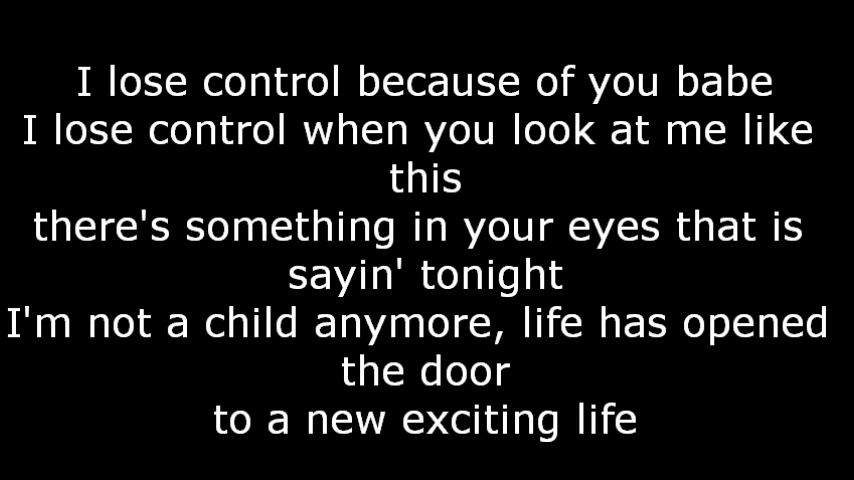 I lose control because of you babe
I lose control when you look at me like
this
there's something in your eyes that is
sayin' tonight
I'm not a child anymore, life has opened
the door
to a new exciting life